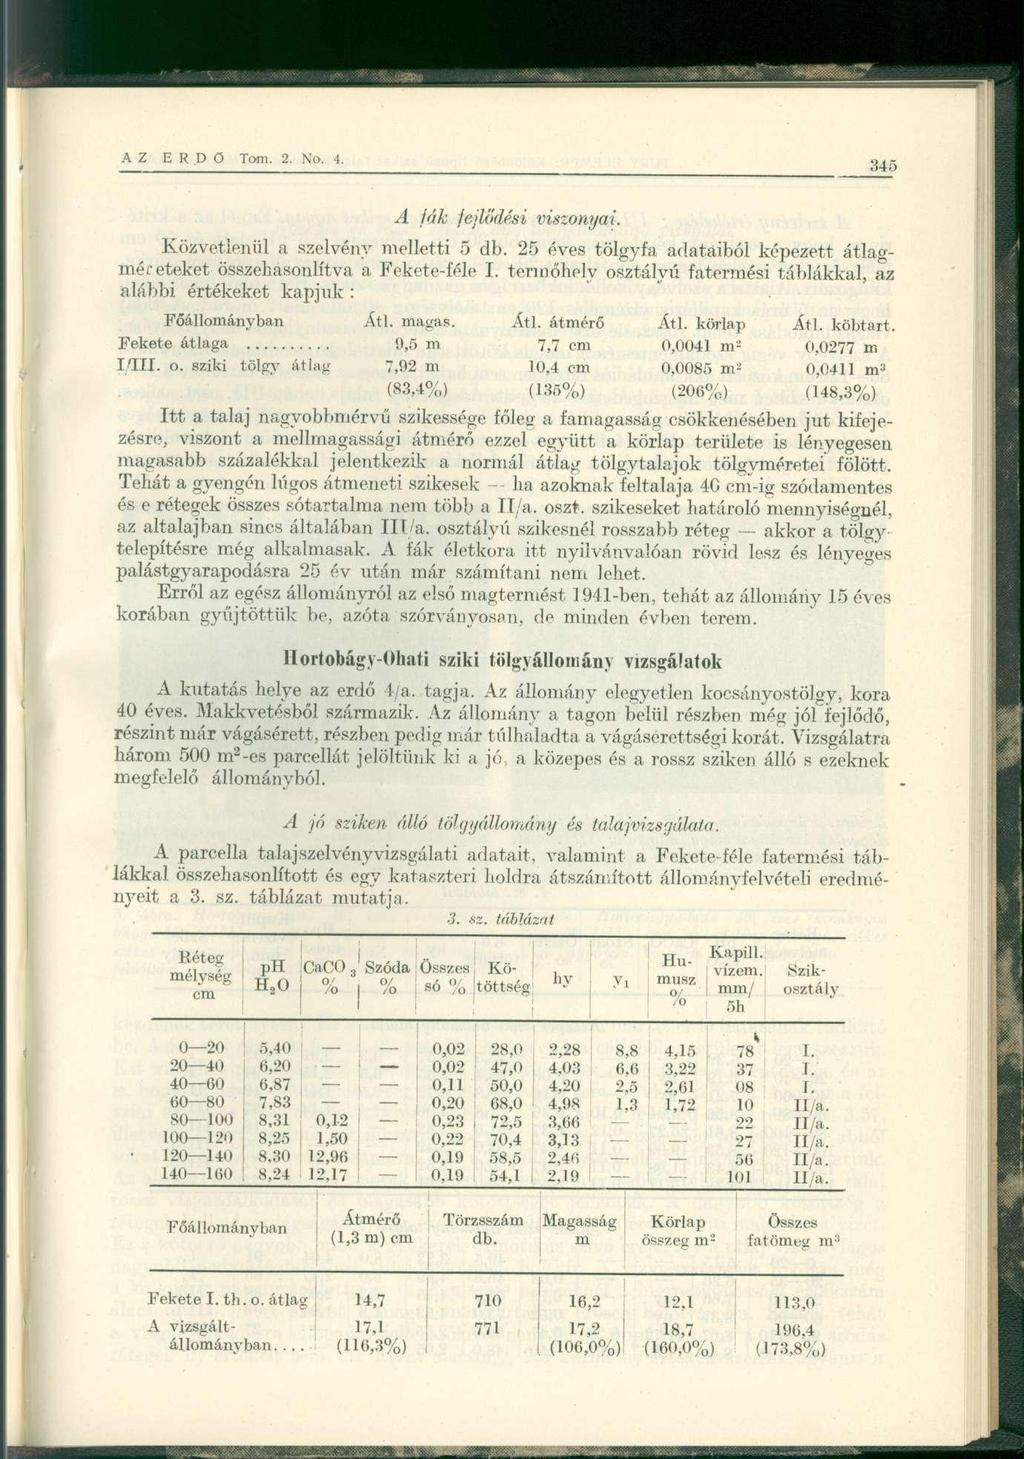 AZ ERDŐ Tom. 2. No. 4. 345
A fák fejlődési viszonyai.
Közvetlenül a szelvény melletti 5 db. 25 éves tölgyfa adataiból képezett átlag-
méreteket összehasonlítva a Fekete-féle I. termőhely osztályú fatermési táblákkal, az
alábbi értékeket kapjuk :
Főállományban Átl. magas. Átl. átmérő Átl. körlap Átl. köbtart.
Fekete átlaga .......... 9,5 m 7,7 cm 0,0041 m² 0,0277 m
I/III. o. sziki tölgy átlag 7,92 m 10,4 cm 0,0085 m² 0,0411 m³
(83,4%) (135%) (206%) (148,3%)
Itt a talaj nagyobbmérvű szikessége főleg a famagasság csökkenésében jut kifeje-
zésre, viszont a mellmagassági átmérő ezzel együtt a körlap területe is lényegesen
magasabb százalékkal jelentkezik a normál átlag tölgytalajok tölgyméretei fölött.
Tehát a gyengén lúgos átmeneti szikesek — ha azoknak feltalaja 40 cm-ig szódamentes
és e rétegek összes sótartalma nem több a II/a. oszt. szikeseket határoló mennyiségnél,
az altalajban sincs általában III/a. osztályú szikesnél rosszabb réteg — akkor a tölgy-
telepítésre még alkalmasak. A fák életkora itt nyilvánvalóan rövid lesz és lényeges
palástgyarapodásra 25 év után már számítani nem lehet.
Erről az egész állományról az első magtermést 1941-ben, tehát az állomány 15 éves
korában gyűjtöttük be, azóta szórványosan, de minden évben terem.
Hortobágy-Ohati sziki tölgyállomány vizsgálatok
A kutatás helye az erdő 4/a. tagja. Az állomány elegyetlen kocsányostölgy, kora
40 éves. Makkvetésből származik. Az állomány a tagon belül részben még jól fejlődő,
részint már vágásérett, részben pedig már túlhaladta a vágásérettségi korát. Vizsgálatra
három 500 m²-es parcellát jelöltünk ki a jó, a közepes és a rossz sziken álló s ezeknek
megfelelő állományból.
A jó sziken álló tölgyállomány és talajvizsgálata.
A parcella talajszelvényvizsgálati adatait, valamint a Fekete-féle fatermési táb-
lákkal összehasonlított és egy kataszteri holdra átszámított állományfelvételi eredmé-
nyeit a 3. sz. táblázat mutatja.
3. sz. táblázat
Réteg mélység cm pH H₂O CaCO₃ % Szóda % Összes só % Kö- töttség hy y₁ Hu- musz % Kapill. vízem. mm/ 5h Szik- osztály
0—20 5,40 — — 0,02 28,0 2,28 8,8 4,15 78 I.
20—40 6,20 — — 0,02 47,0 4,03 6,6 3,22 37 I.
40—60 6,87 — — 0,11 50,0 4,20 2,5 2,61 08 I.
60—80 7,83 — — 0,20 68,0 4,98 1,3 1,72 10 II/a.
80—100 8,31 0,12 — 0,23 72,5 3,66 — — 22 II/a.
100—120 8,25 1,50 — 0,22 70,4 3,13 — — 27 II/a.
120—140 8,30 12,96 — 0,19 58,5 2,46 — — 56 II/a.
140—160 8,24 12,17 — 0,19 54,1 2,19 — — 101 II/a.
Főállományban Átmérő (1,3 m) cm Törzsszám db. Magasság m Körlap összeg m² Összes fatömeg m³
Fekete I. th. o. átlag 14,7 710 16,2 12,1 113,0
A vizsgált- 17,1 771 17,2 18,7 196,4
állományban.... (116,3%) (106,0%) (160,0%) (173,8%)